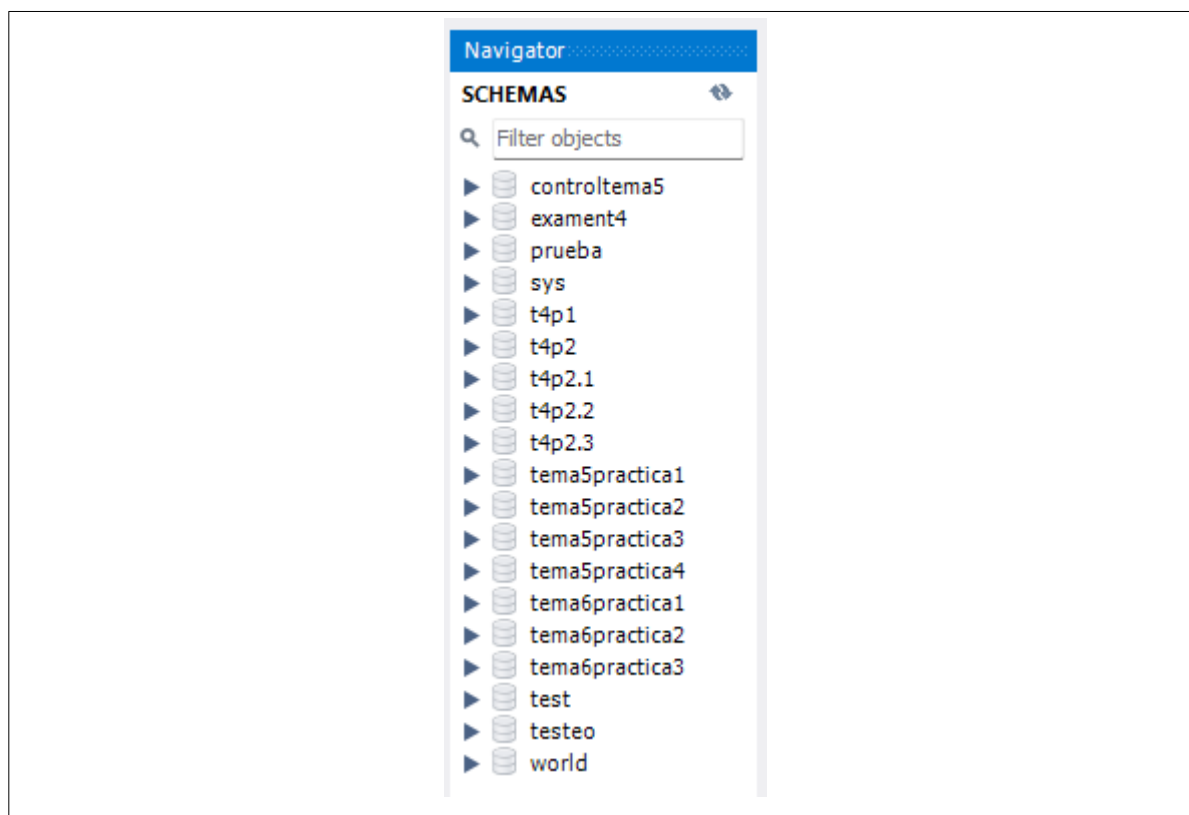 Navigator
SCHEMAS
Filter objects
controltema5
exament4
prueba
sys
t4p1
t4p2
t4p2.1
t4p2.2
t4p2.3
tema5practica1
tema5practica2
tema5practica3
tema5practica4
tema6practica1
tema6practica2
tema6practica3
test
testeo
world